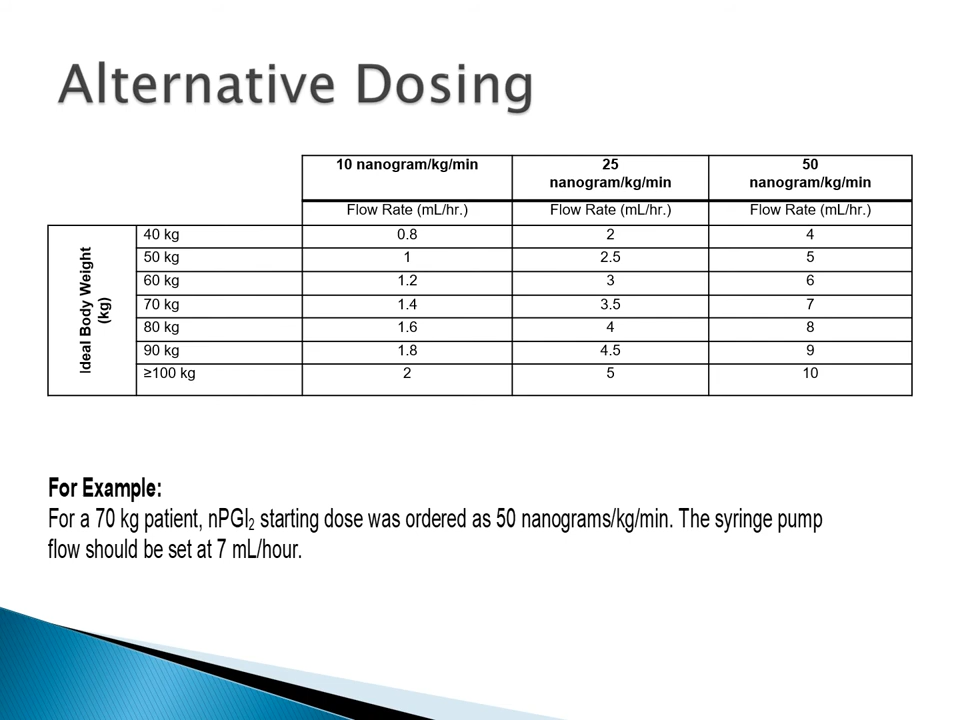 Alternative Dosing
10 nanogram/kg/min 25 nanogram/kg/min 50 nanogram/kg/min
Flow Rate (mL/hr.) Flow Rate (mL/hr.) Flow Rate (mL/hr.)
Ideal Body Weight (kg)
40 kg 0.8 2 4
50 kg 1 2.5 5
60 kg 1.2 3 6
70 kg 1.4 3.5 7
80 kg 1.6 4 8
90 kg 1.8 4.5 9
≥100 kg 2 5 10
For Example:
For a 70 kg patient, nPGI₂ starting dose was ordered as 50 nanograms/kg/min. The syringe pump
flow should be set at 7 mL/hour.